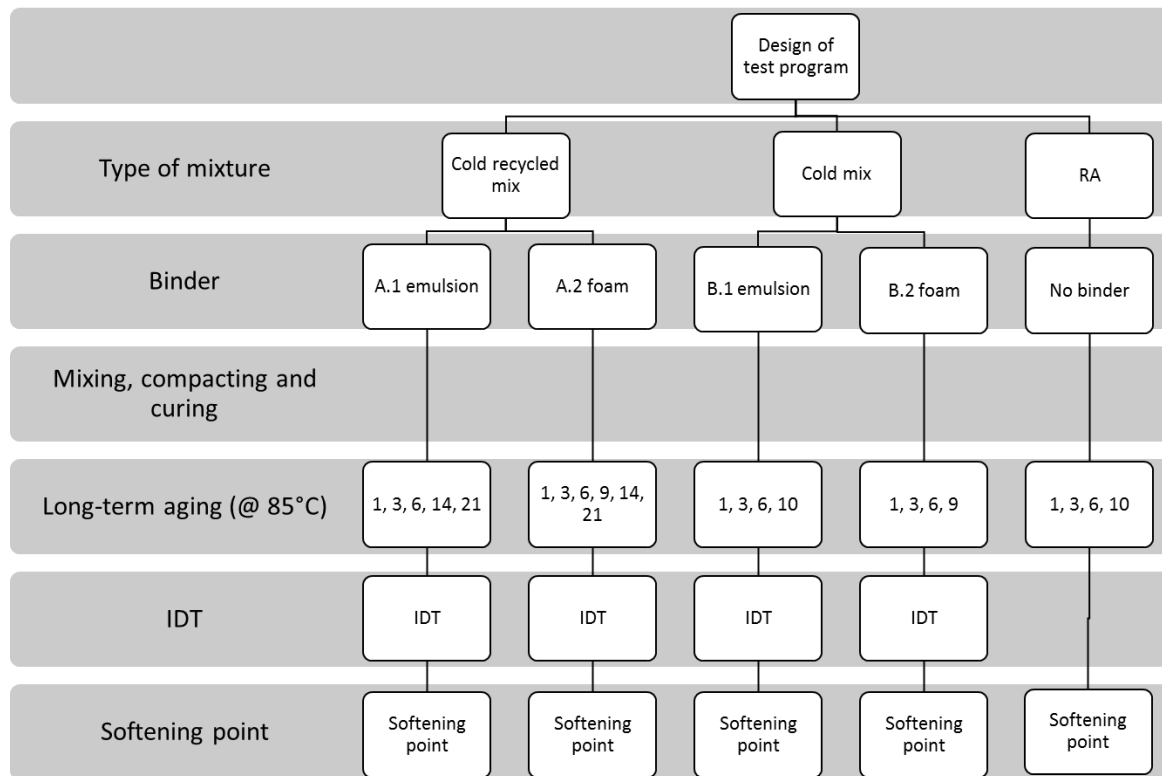 Design of
test program
Type of mixture
Cold recycled
mix
Cold mix
RA
Binder
A.1 emulsion
A.2 foam
B.1 emulsion
B.2 foam
No binder
Mixing, compacting and
curing
Long-term aging (@ 85°C)
1, 3, 6, 14, 21
1, 3, 6, 9, 14,
21
1, 3, 6, 10
1, 3, 6, 9
1, 3, 6, 10
IDT
IDT
IDT
IDT
IDT
Softening point
Softening
point
Softening
point
Softening
point
Softening
point
Softening
point